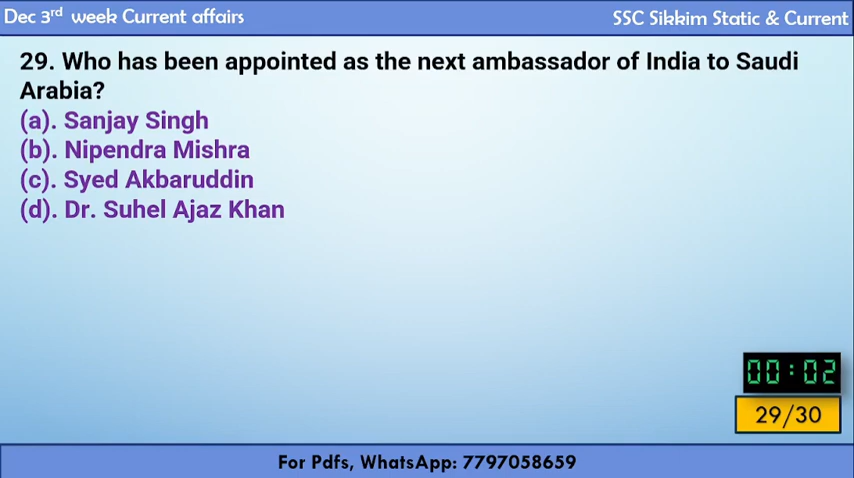 Dec 3rd week Current affairs
SSC Sikkim Static & Current
29. Who has been appointed as the next ambassador of India to Saudi
Arabia?
(a). Sanjay Singh
(b). Nipendra Mishra
(c). Syed Akbaruddin
(d). Dr. Suhel Ajaz Khan
00:02
29/30
For Pdfs, WhatsApp: 7797058659